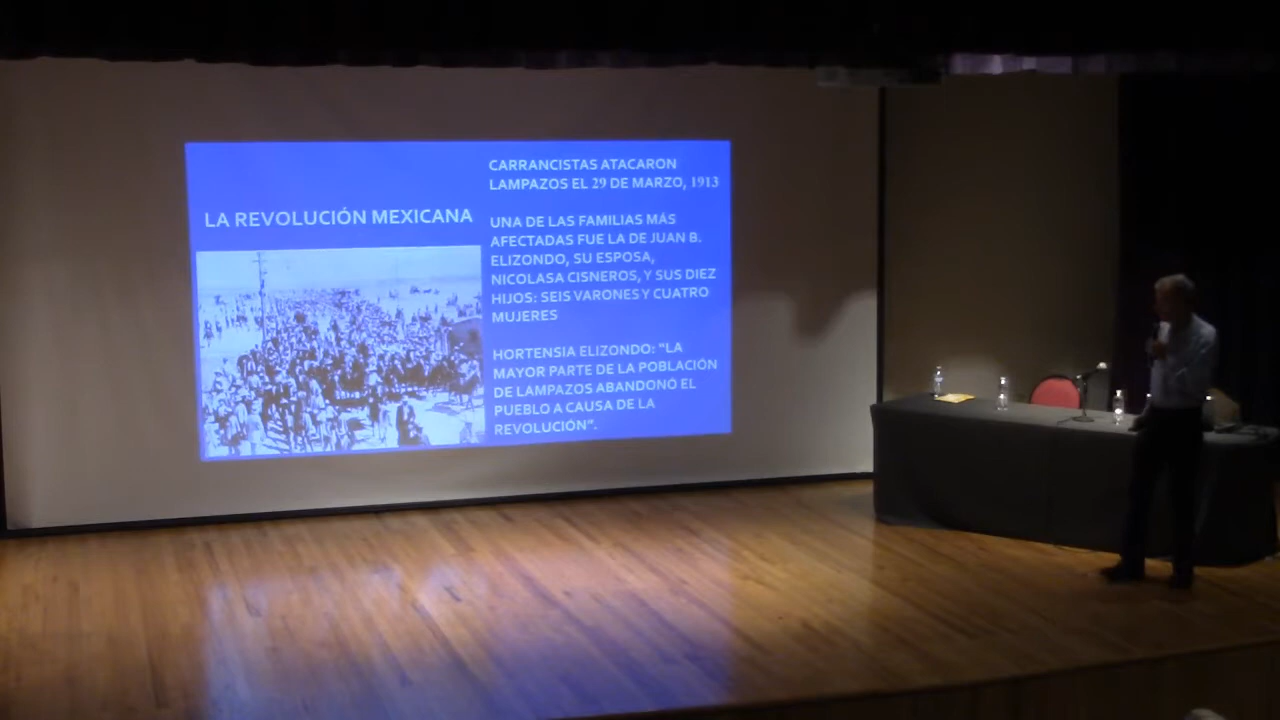 LA REVOLUCIÓN MEXICANA
CARRANCISTAS ATACARON
LAMPAZOS EL 29 DE MARZO, 1913
UNA DE LAS FAMILIAS MÁS
AFECTADAS FUE LA DE JUAN B.
ELIZONDO, SU ESPOSA,
NICOLASA CISNEROS, Y SUS DIEZ
HIJOS: SEIS VARONES Y CUATRO
MUJERES
HORTENSIA ELIZONDO: "LA
MAYOR PARTE DE LA POBLACIÓN
DE LAMPAZOS ABANDONÓ EL
PUEBLO A CAUSA DE LA
REVOLUCIÓN".